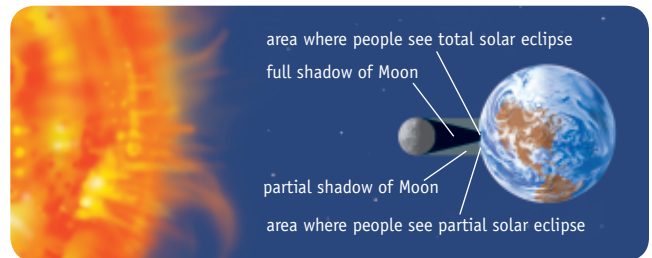 area where people see total solar eclipse
full shadow of Moon
partial shadow of Moon
area where people see partial solar eclipse